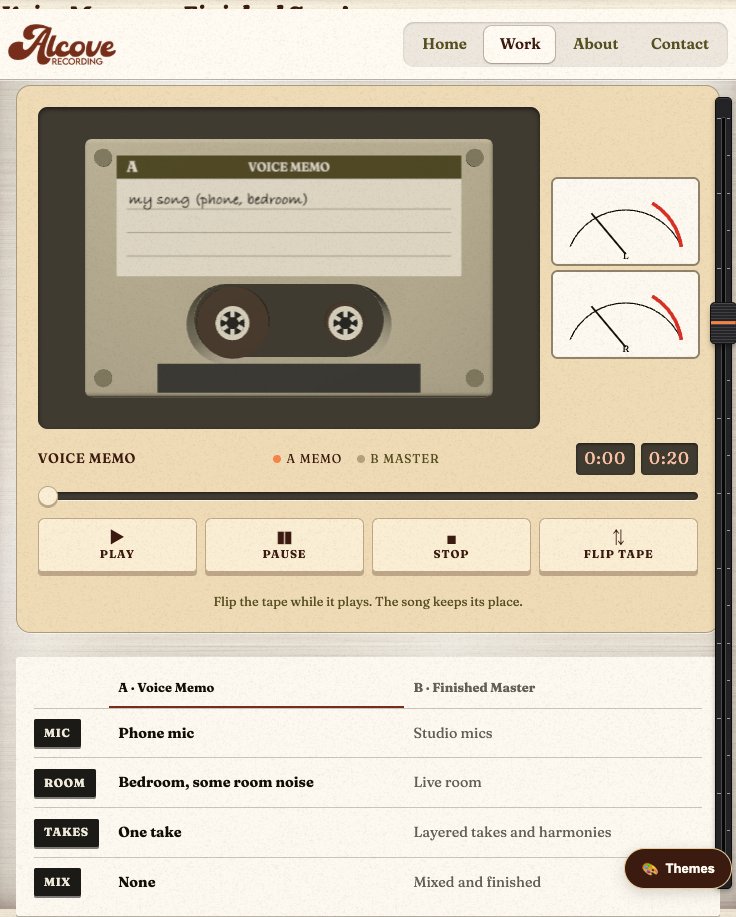 Alcove
RECORDING
Home
Work
About
Contact
A
VOICE MEMO
my song (phone, bedroom)
L
R
VOICE MEMO
A MEMO
B MASTER
0:00
0:20
PLAY
PAUSE
STOP
FLIP TAPE
Flip the tape while it plays. The song keeps its place.
A · Voice Memo
B · Finished Master
MIC
Phone mic
Studio mics
ROOM
Bedroom, some room noise
Live room
TAKES
One take
Layered takes and harmonies
MIX
None
Mixed and finished
Themes